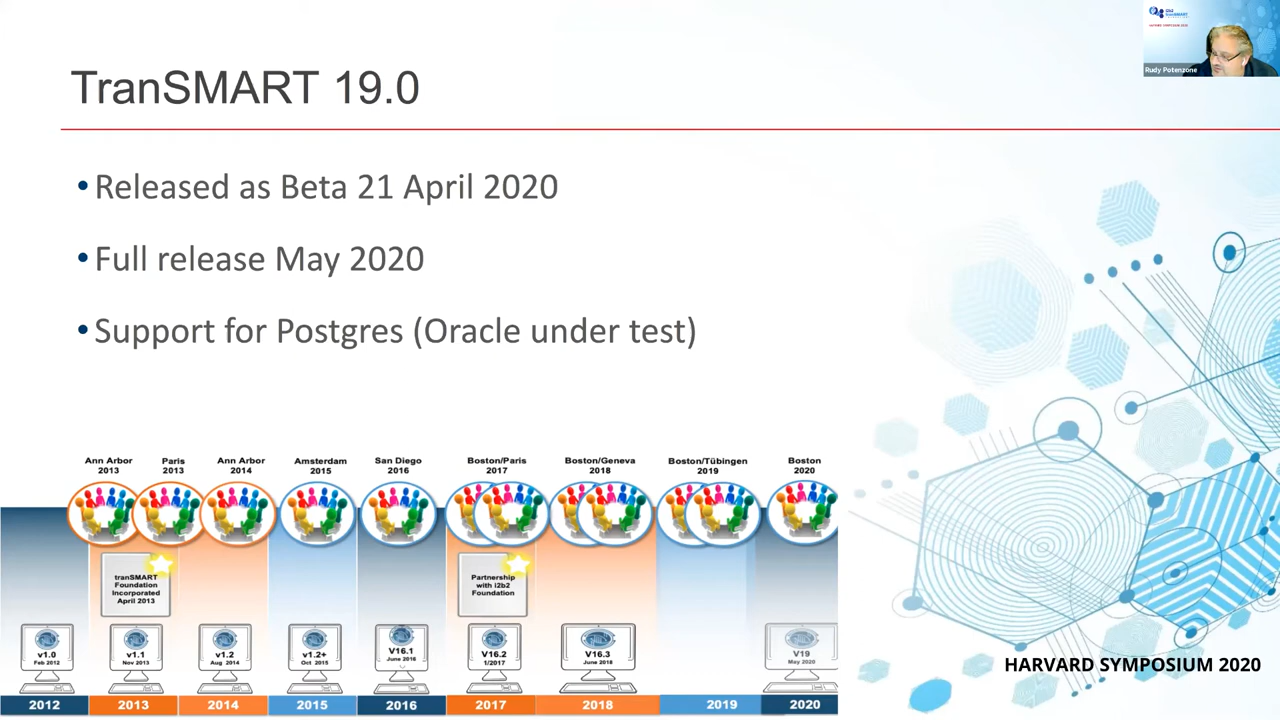 i2b2
tranSMART
HARVARD SYMPOSIUM 2020
Rudy Potenzone
TranSMART 19.0
•Released as Beta 21 April 2020
•Full release May 2020
•Support for Postgres (Oracle under test)
Ann Arbor
2013
Paris
2013
Ann Arbor
2014
Amsterdam
2015
San Diego
2016
Boston/Paris
2017
Boston/Geneva
2018
Boston/Tübingen
2019
Boston
2020
tranSMART
Foundation
Incorporated
April 2013
Partnership
with i2b2
Foundation
v1.0
Feb 2012
v1.1
Nov 2013
v1.2
Aug 2014
v1.2+
Oct 2015
V16.1
June 2016
V16.2
1/2017
V16.3
June 2018
V19
May 2020
2012
2013
2014
2015
2016
2017
2018
2019
2020
HARVARD SYMPOSIUM 2020